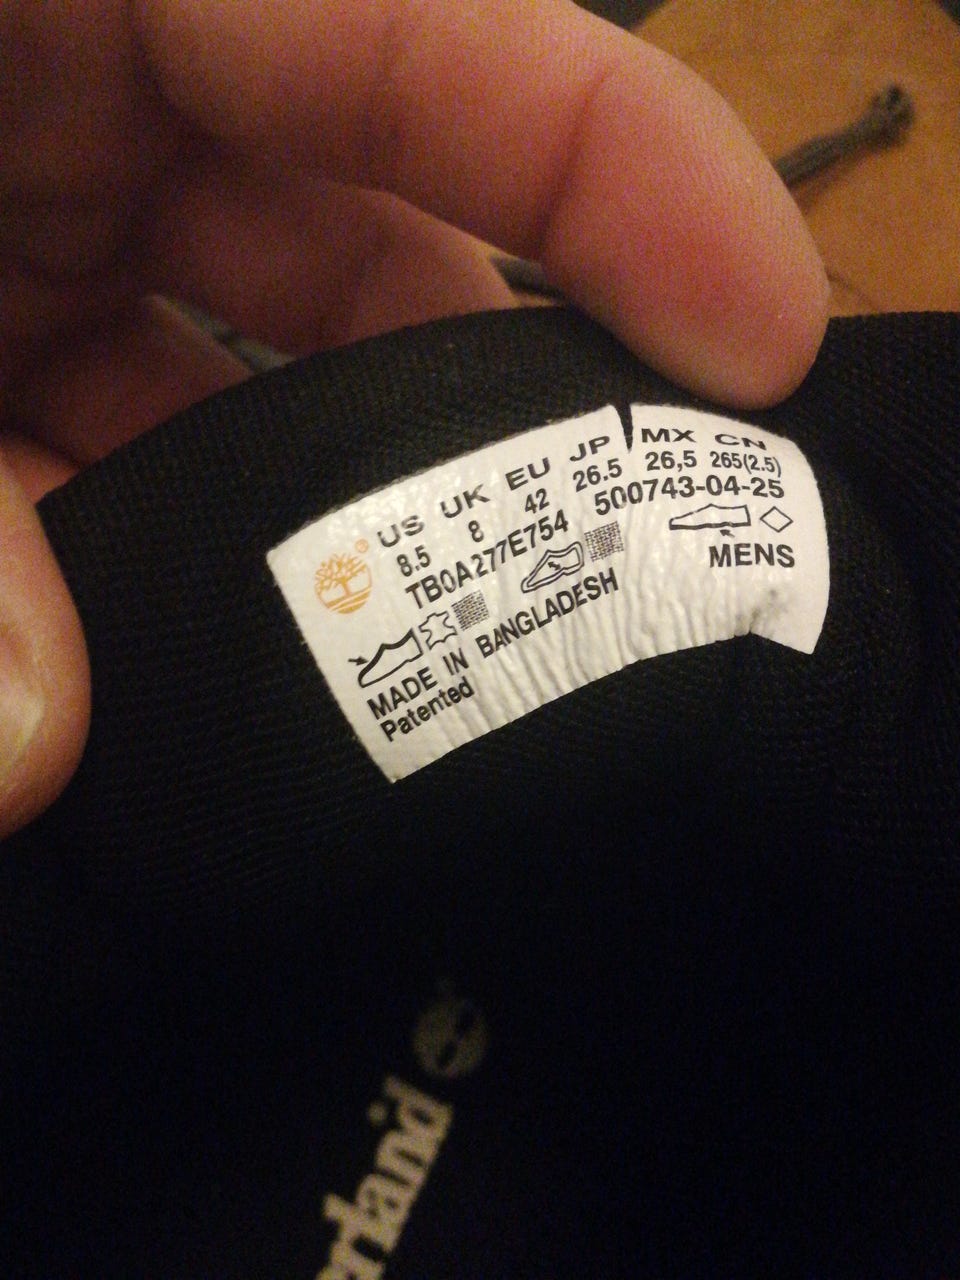 US UK EU JP MX CN
8.5 8 42 26.5 26,5 265(2.5)
TB0A277E754 500743-04-25
MENS
MADE IN BANGLADESH
Patented
erland